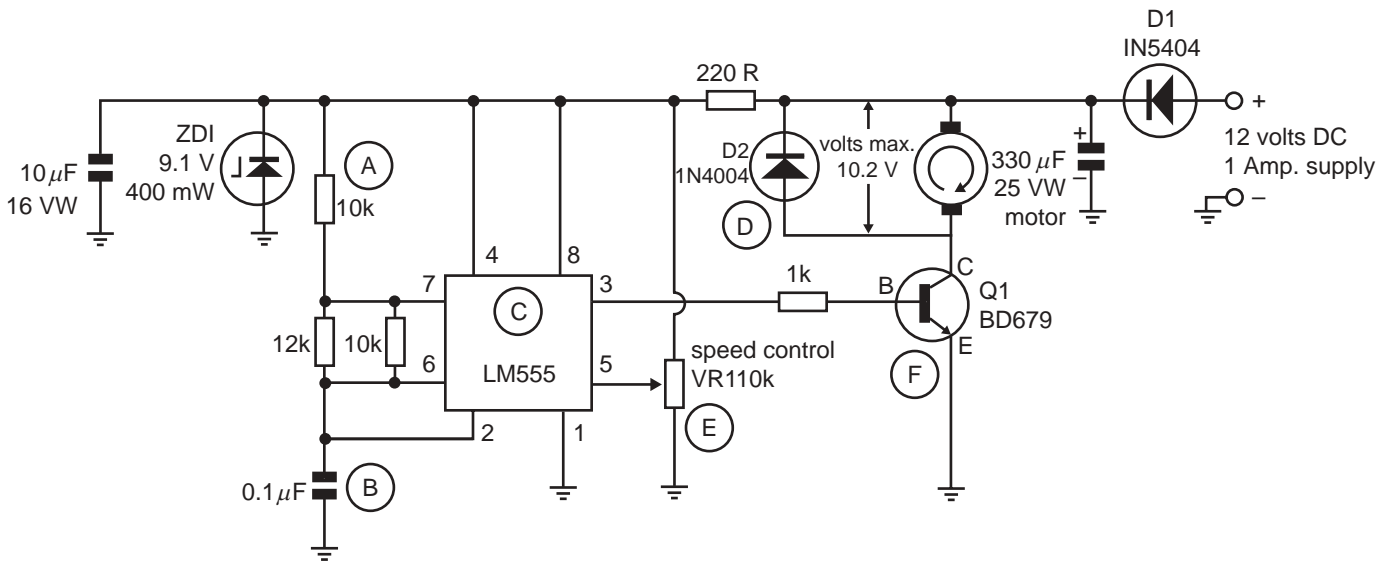 D1
IN5404
220 R
+
12 volts DC
1 Amp. supply
–
ZDI
9.1 V
400 mW
A
10k
10μF
16 VW
D2
1N4004
D
volts max.
10.2 V
+
330 μF
–
25 VW
motor
4
8
7
3
1k
B
C
Q1
BD679
E
F
C
12k
10k
6
LM555
5
speed control
VR110k
E
2
1
0.1μF
B